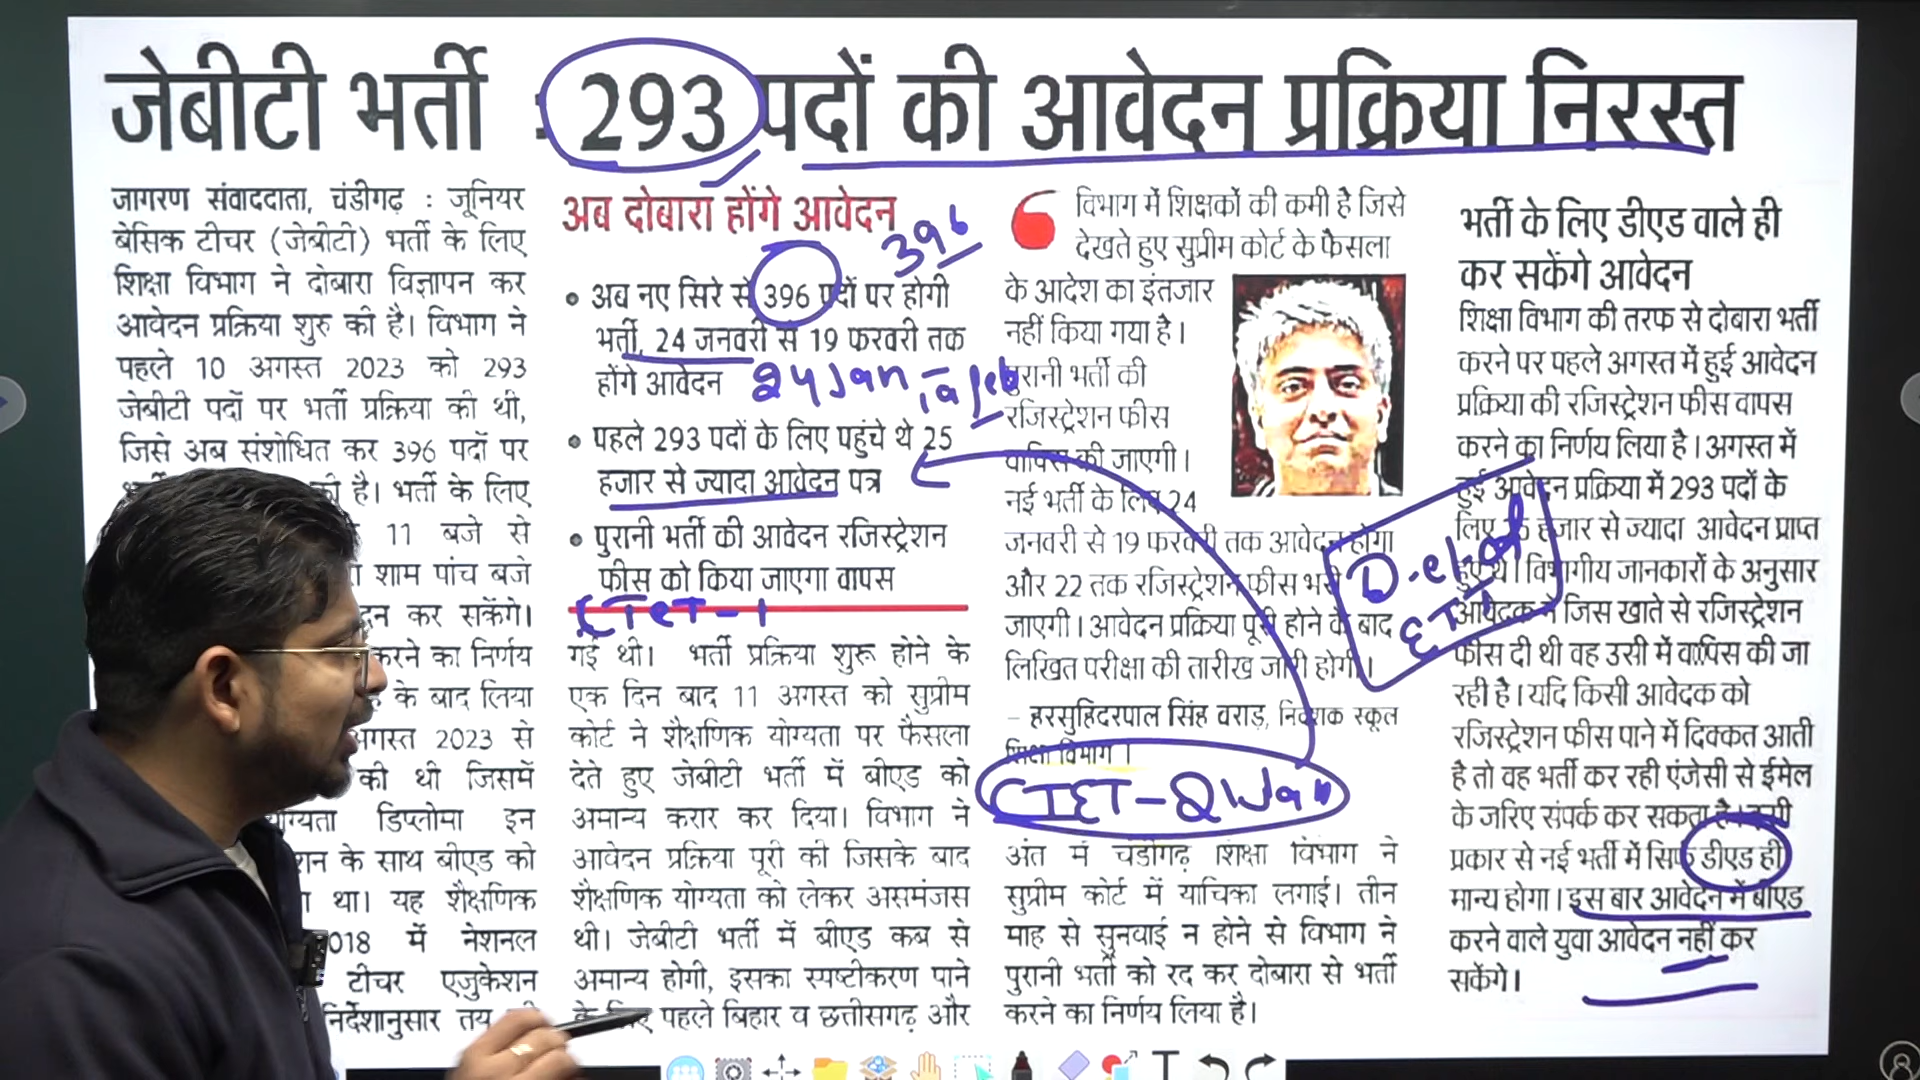 जेबीटी भर्ती : 293 पदों की आवेदन प्रक्रिया निरस्त
जागरण संवाददाता, चंडीगढ़ : जूनियर
बेसिक टीचर (जेबीटी) भर्ती के लिए
शिक्षा विभाग ने दोबारा विज्ञापन कर
आवेदन प्रक्रिया शुरु की है। विभाग ने
पहले 10 अगस्त 2023 को 293
जेबीटी पदों पर भर्ती प्रक्रिया की थी,
जिसे अब संशोधित कर 396 पदों पर
की है। भर्ती के लिए
11 बजे से
शाम पांच बजे
कर सकेंगे।
करने का निर्णय
के बाद लिया
अगस्त 2023 से
की थी जिसमें
डिप्लोमा इन
के साथ बीएड को
था। यह शैक्षणिक
में नेशनल
टीचर एजुकेशन
निर्देशानुसार तय
अब दोबारा होंगे आवेदन
396
• अब नए सिरे से 396 पदों पर होगी
भर्ती, 24 जनवरी से 19 फरवरी तक
होंगे आवेदन
24 Jan
• पहले 293 पदों के लिए पहुंचे थे 25
हजार से ज्यादा आवेदन पत्र
• पुरानी भर्ती की आवेदन रजिस्ट्रेशन
फीस को किया जाएगा वापस
CTET-1
गई थी। भर्ती प्रक्रिया शुरू होने के
एक दिन बाद 11 अगस्त को सुप्रीम
कोर्ट ने शैक्षणिक योग्यता पर फैसला
देते हुए जेबीटी भर्ती में बीएड को
अमान्य करार कर दिया। विभाग ने
आवेदन प्रक्रिया पूरी की जिसके बाद
शैक्षणिक योग्यता को लेकर असमंजस
थी। जेबीटी भर्ती में बीएड कब से
अमान्य होगी, इसका स्पष्टीकरण पाने
के लिए पहले बिहार व छत्तीसगढ़ और
विभाग में शिक्षकों की कमी है जिसे
देखते हुए सुप्रीम कोर्ट के फैसला
के आदेश का इंतजार
नहीं किया गया है।
पुरानी भर्ती की
रजिस्ट्रेशन फीस
वापिस की जाएगी।
नई भर्ती के लिए 24
जनवरी से 19 फरवरी तक आवेदन होगा
और 22 तक रजिस्ट्रेशन फीस भरी
जाएगी। आवेदन प्रक्रिया पूरी होने के बाद
लिखित परीक्षा की तारीख जारी होगी।
– हरसुहिदरपाल सिंह वराड़, निदेशक स्कूल
शिक्षा विभाग।
CTET-21 Jan
अंत में चंडीगढ़ शिक्षा विभाग ने
सुप्रीम कोर्ट में याचिका लगाई। तीन
माह से सुनवाई न होने से विभाग ने
पुरानी भर्ती को रद कर दोबारा से भर्ती
करने का निर्णय लिया है।
भर्ती के लिए डीएड वाले ही
कर सकेंगे आवेदन
शिक्षा विभाग की तरफ से दोबारा भर्ती
करने पर पहले अगस्त में हुई आवेदन
प्रक्रिया की रजिस्ट्रेशन फीस वापस
करने का निर्णय लिया है। अगस्त में
हुई आवेदन प्रक्रिया में 293 पदों के
लिए हजार से ज्यादा आवेदन प्राप्त
हुए थे। विभागीय जानकारों के अनुसार
आवेदक ने जिस खाते से रजिस्ट्रेशन
फीस दी थी वह उसी में वापिस की जा
रही है। यदि किसी आवेदक को
रजिस्ट्रेशन फीस पाने में दिक्कत आती
है तो वह भर्ती कर रही एंजेसी से ईमेल
के जरिए संपर्क कर सकता है। इसी
प्रकार से नई भर्ती में सिर्फ डीएड ही
मान्य होगा। इस बार आवेदन में बीएड
करने वाले युवा आवेदन नहीं कर
सकेंगे।
D.el.ed
ETT